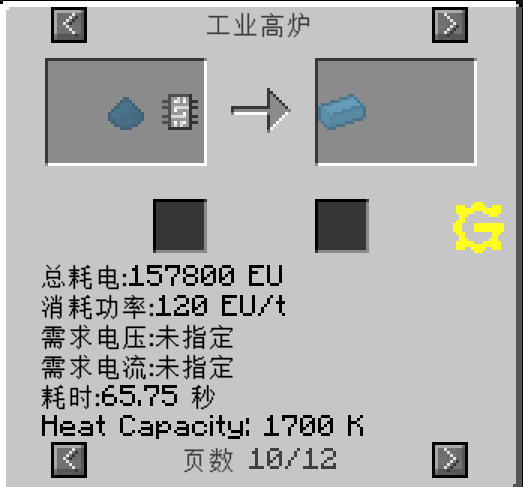 <
工业高炉
>
总耗电:157800 EU
消耗功率:120 EU/t
需求电压:未指定
需求电流:未指定
耗时:65.75 秒
Heat Capacity: 1700 K
<
页数 10/12
>